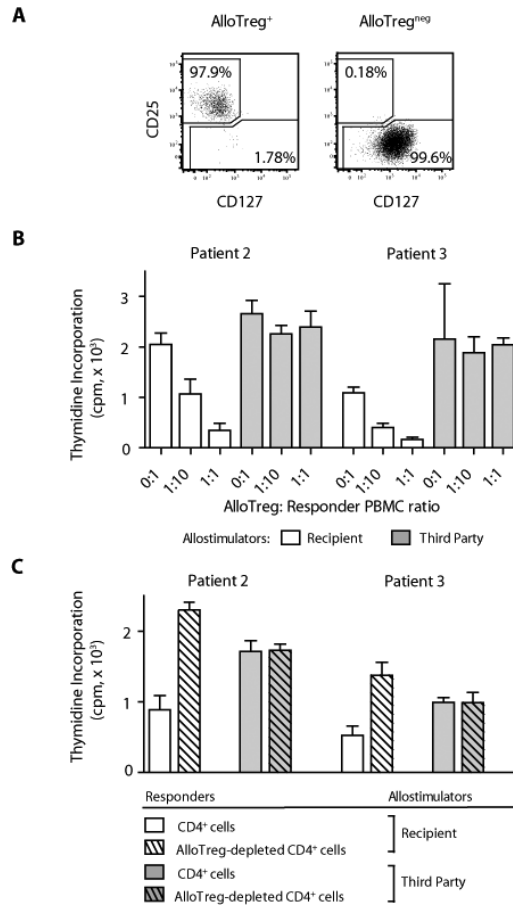 A
AlloTreg⁺ AlloTregⁿᵉᵍ
97.9% 0.18%
CD25
1.78% 99.6%
CD127 CD127
B
Patient 2 Patient 3
Thymidine Incorporation
(cpm, x 10³)
3
2
1
0
0:1 1:10 1:1 0:1 1:10 1:1 0:1 1:10 1:1 0:1 1:10 1:1
AlloTreg: Responder PBMC ratio
Allostimulators: Recipient Third Party
C
Patient 2 Patient 3
Thymidine Incorporation
(cpm, x 10³)
2
1
0
Responders Allostimulators
CD4⁺ cells
AlloTreg-depleted CD4⁺ cells
Recipient
CD4⁺ cells
AlloTreg-depleted CD4⁺ cells
Third Party